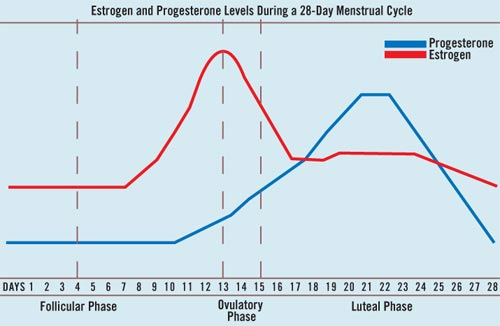 Estrogen and Progesterone Levels During a 28-Day Menstrual Cycle
Progesterone
Estrogen
DAYS 1 2 3 4 5 6 7 8 9 10 11 12 13 14 15 16 17 18 19 20 21 22 23 24 25 26 27 28
Follicular Phase
Ovulatory
Phase
Luteal Phase